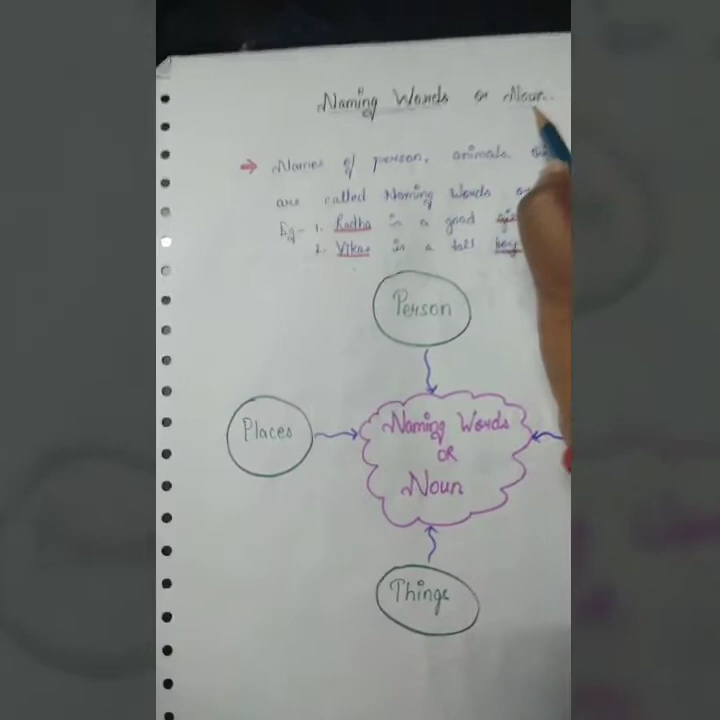 Naming Words or Noun
→ Names of person, animals,
are called Naming Words
Eg- 1. Radha is a good
2. Vikas is a tall boy
Person
Places
Naming Words
OR
Noun
Things